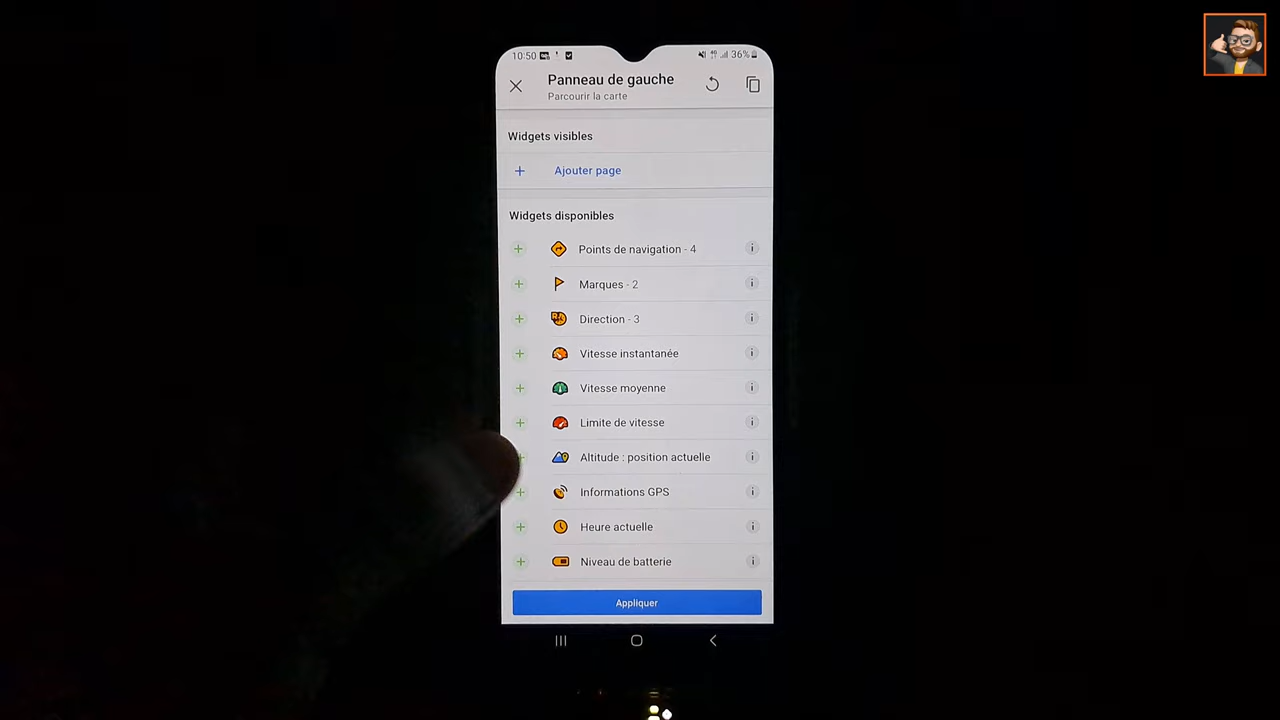 10:50
36%
Panneau de gauche
Parcourir la carte
Widgets visibles
Ajouter page
Widgets disponibles
Points de navigation - 4
Marques - 2
Direction - 3
Vitesse instantanée
Vitesse moyenne
Limite de vitesse
Altitude : position actuelle
Informations GPS
Heure actuelle
Niveau de batterie
Appliquer